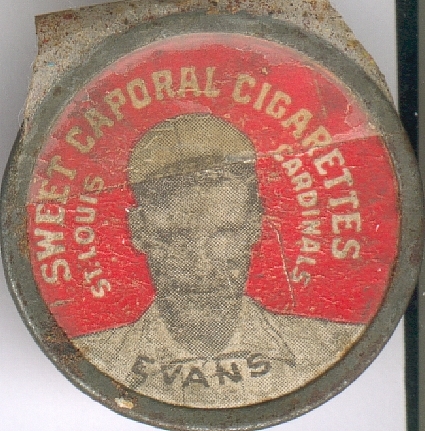 SWEET CAPORAL CIGARETTES
ST. LOUIS
CARDINALS
EVANS